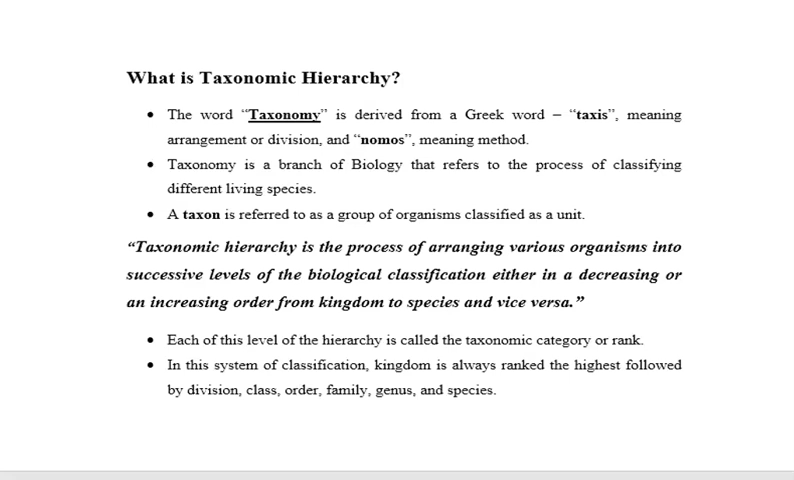 What is Taxonomic Hierarchy?
• The word “Taxonomy” is derived from a Greek word – “taxis”, meaning
arrangement or division, and “nomos”, meaning method.
• Taxonomy is a branch of Biology that refers to the process of classifying
different living species.
• A taxon is referred to as a group of organisms classified as a unit.
“Taxonomic hierarchy is the process of arranging various organisms into
successive levels of the biological classification either in a decreasing or
an increasing order from kingdom to species and vice versa.”
• Each of this level of the hierarchy is called the taxonomic category or rank.
• In this system of classification, kingdom is always ranked the highest followed
by division, class, order, family, genus, and species.